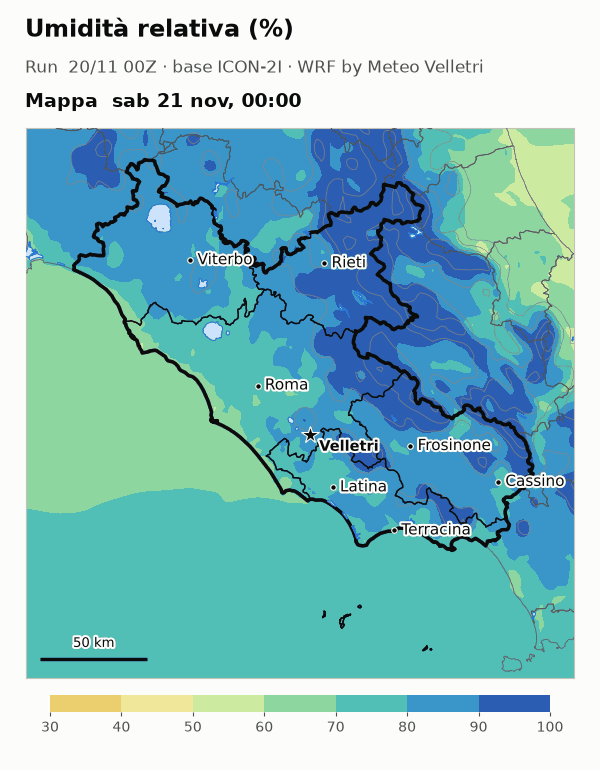 Umidità relativa (%)
Run  20/11 00Z · base ICON-2I · WRF by Meteo Velletri
Mappa  sab 21 nov, 00:00
Viterbo
Rieti
Roma
Velletri
Frosinone
Latina
Cassino
Terracina
50 km
30 40 50 60 70 80 90 100